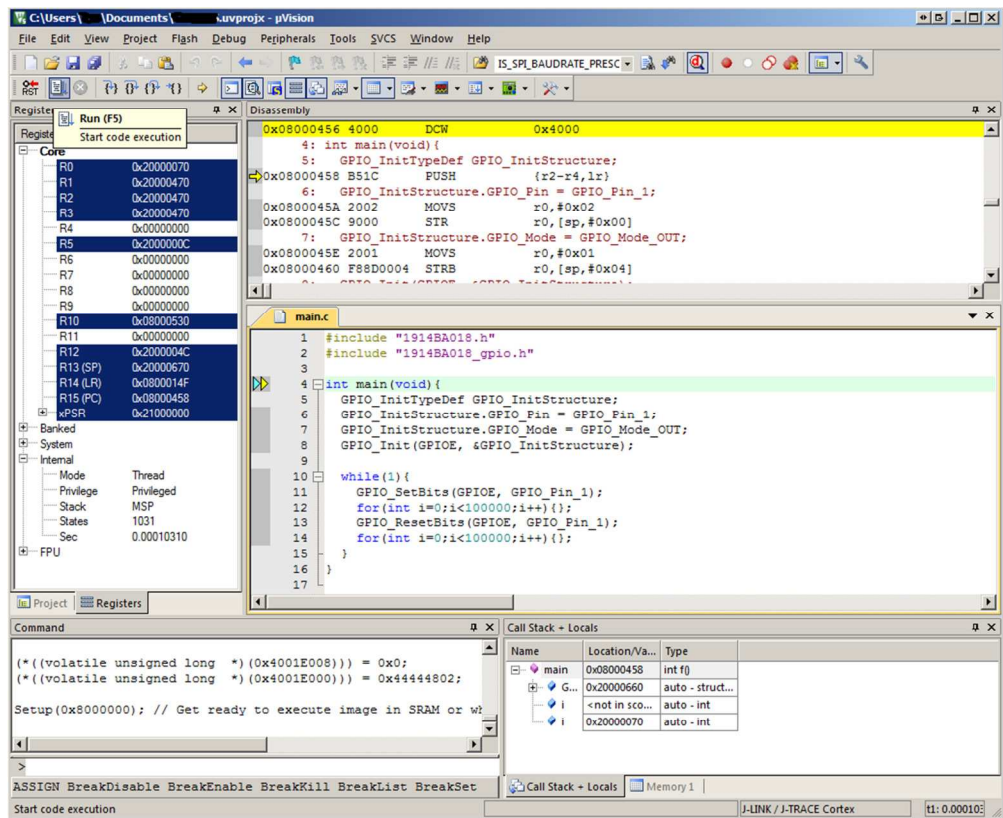 C:\Users\ \Documents\ .uvprojx - µVision
File Edit View Project Flash Debug Peripherals Tools SVCS Window Help
IS_SPI_BAUDRATE_PRESC
Registe
Run (F5)
Start code execution
Registe
Core
R0 0x20000070
R1 0x20000470
R2 0x20000470
R3 0x20000470
R4 0x00000000
R5 0x2000000C
R6 0x00000000
R7 0x00000000
R8 0x00000000
R9 0x00000000
R10 0x08000530
R11 0x00000000
R12 0x2000004C
R13 (SP) 0x20000670
R14 (LR) 0x0800014F
R15 (PC) 0x08000458
xPSR 0x21000000
Banked
System
Internal
Mode Thread
Privilege Privileged
Stack MSP
States 1031
Sec 0.00010310
FPU
Project Registers
Disassembly
0x08000456 4000 DCW 0x4000
4: int main(void){
5: GPIO_InitTypeDef GPIO_InitStructure;
0x08000458 B51C PUSH {r2-r4,lr}
6: GPIO_InitStructure.GPIO_Pin = GPIO_Pin_1;
0x0800045A 2002 MOVS r0,#0x02
0x0800045C 9000 STR r0,[sp,#0x00]
7: GPIO_InitStructure.GPIO_Mode = GPIO_Mode_OUT;
0x0800045E 2001 MOVS r0,#0x01
0x08000460 F88D0004 STRB r0,[sp,#0x04]
main.c
1 #include "1914BA018.h"
2 #include "1914BA018_gpio.h"
3
4 int main(void){
5 GPIO_InitTypeDef GPIO_InitStructure;
6 GPIO_InitStructure.GPIO_Pin = GPIO_Pin_1;
7 GPIO_InitStructure.GPIO_Mode = GPIO_Mode_OUT;
8 GPIO_Init(GPIOE, &GPIO_InitStructure);
9
10 while(1){
11 GPIO_SetBits(GPIOE, GPIO_Pin_1);
12 for(int i=0;i<100000;i++){};
13 GPIO_ResetBits(GPIOE, GPIO_Pin_1);
14 for(int i=0;i<100000;i++){};
15 }
16 }
17
Command
(*((volatile unsigned long *)(0x4001E008))) = 0x0;
(*((volatile unsigned long *)(0x4001E000))) = 0x44444802;
Setup(0x8000000); // Get ready to execute image in SRAM or wh
>
ASSIGN BreakDisable BreakEnable BreakKill BreakList BreakSet
Call Stack + Locals
Name Location/Va... Type
main 0x08000458 int f()
G... 0x20000660 auto - struct...
i <not in sco... auto - int
i 0x20000070 auto - int
Call Stack + Locals Memory 1
Start code execution J-LINK / J-TRACE Cortex t1: 0.00010